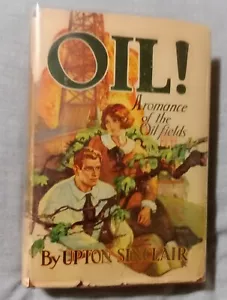 OIL!
A romance
of the
Oil fields
By UPTON SINCLAIR